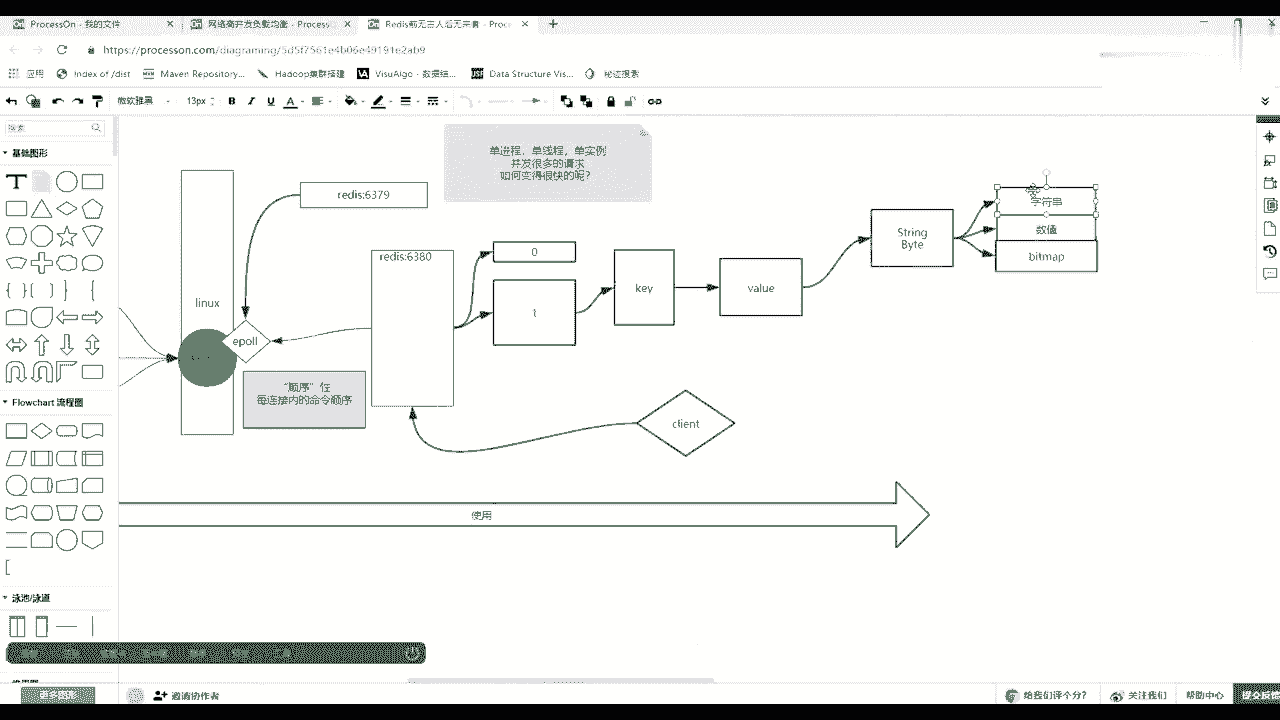 ProcessOn - 我的文件
网络高并发负载均衡 - ProcessO
Redis前无古人后无来者 - Proce
https://processon.com/diagraming/5d5f7561e4b06e49191e2ab9
应用
Index of /dist
Maven Repository...
Hadoop集群搭建
VisuAlgo - 数据结...
Data Structure Vis...
秘迹搜索
微软雅黑
13px
搜索
基础图形
单进程，单线程，单实例
并发很多的请求
如何变得很快的呢？
redis:6379
redis:6380
linux
epoll
"顺序"性
每连接内的命令顺序
0
1
key
value
String
Byte
字符串
数值
bitmap
client
使用
Flowchart 流程图
泳池/泳道
更多图形
邀请协作者
给我们评个分?
关注我们
帮助中心
提交反馈